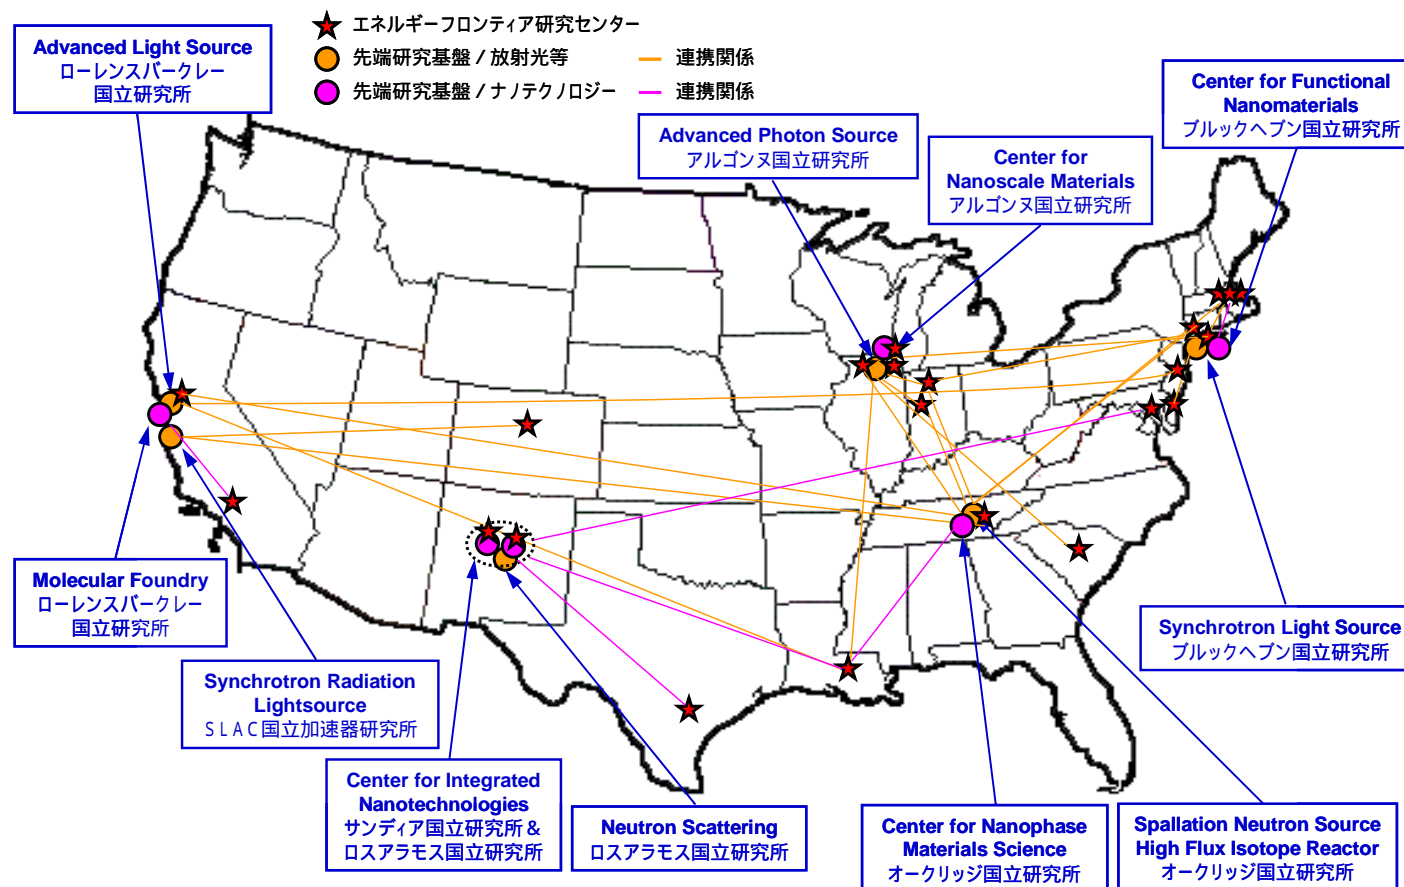 エネルギーフロンティア研究センター
先端研究基盤 / 放射光等
連携関係
先端研究基盤 / ナノテクノロジー
連携関係
Advanced Light Source
ローレンスバークレー
国立研究所
Advanced Photon Source
アルゴンヌ国立研究所
Center for
Nanoscale Materials
アルゴンヌ国立研究所
Center for Functional
Nanomaterials
ブルックヘブン国立研究所
Molecular Foundry
ローレンスバークレー
国立研究所
Synchrotron Radiation
Lightsource
SLAC国立加速器研究所
Center for Integrated
Nanotechnologies
サンディア国立研究所&
ロスアラモス国立研究所
Neutron Scattering
ロスアラモス国立研究所
Center for Nanophase
Materials Science
オークリッジ国立研究所
Spallation Neutron Source
High Flux Isotope Reactor
オークリッジ国立研究所
Synchrotron Light Source
ブルックヘブン国立研究所